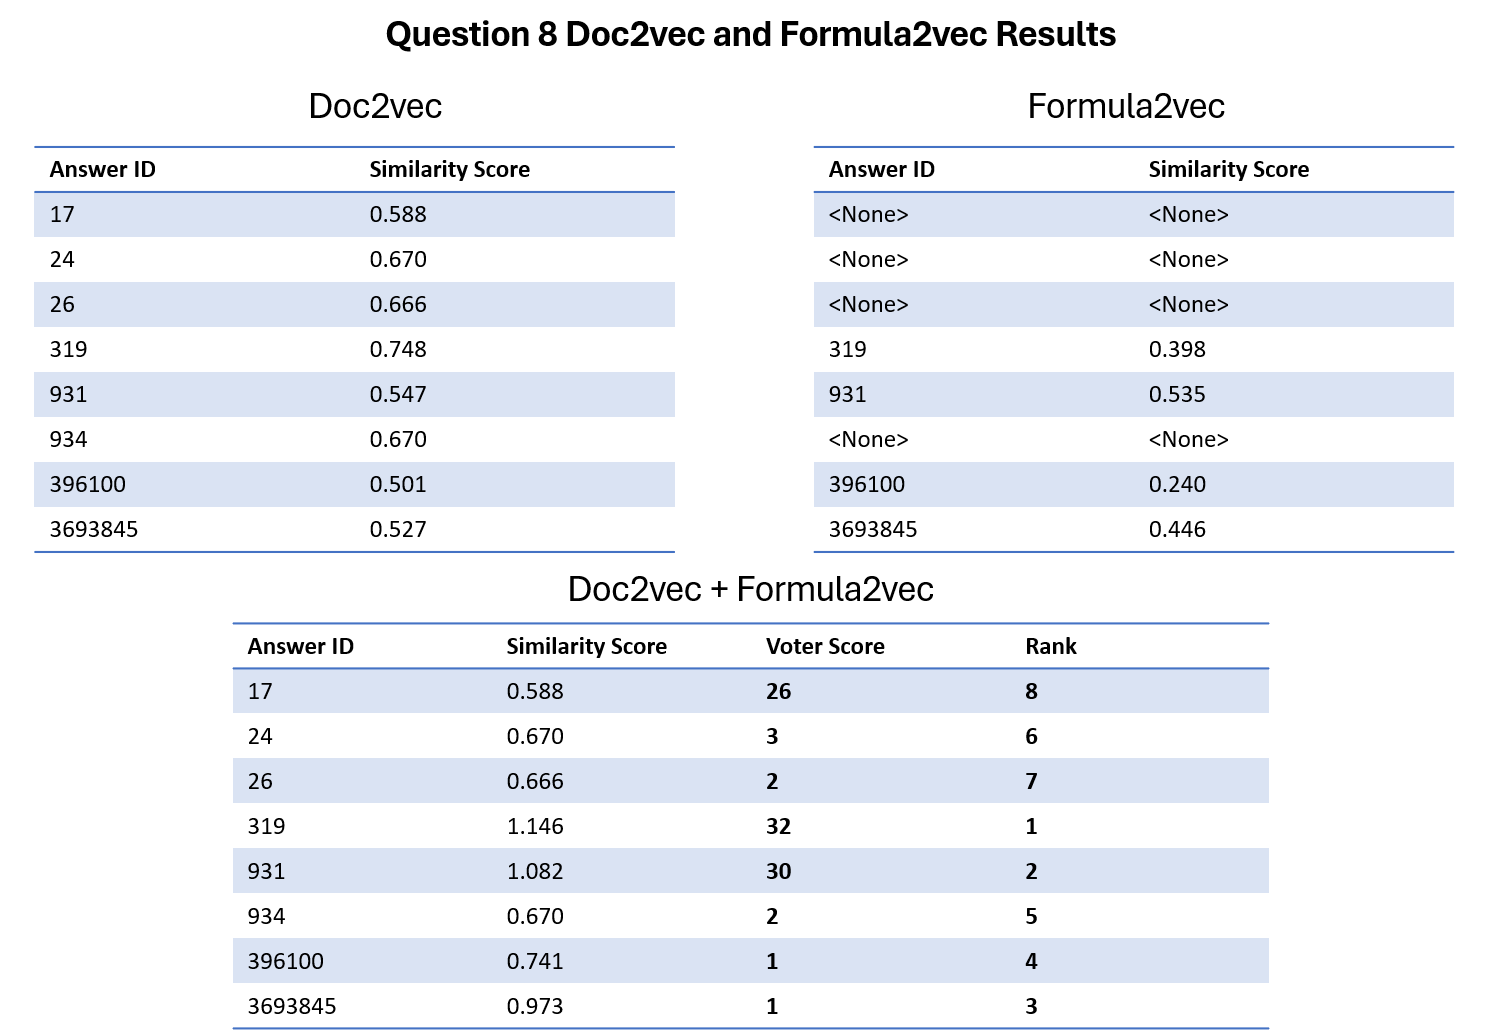 Question 8 Doc2vec and Formula2vec Results
Doc2vec
Answer ID Similarity Score
17 0.588
24 0.670
26 0.666
319 0.748
931 0.547
934 0.670
396100 0.501
3693845 0.527
Formula2vec
Answer ID Similarity Score
<None> <None>
<None> <None>
<None> <None>
319 0.398
931 0.535
<None> <None>
396100 0.240
3693845 0.446
Doc2vec + Formula2vec
Answer ID Similarity Score Voter Score Rank
17 0.588 26 8
24 0.670 3 6
26 0.666 2 7
319 1.146 32 1
931 1.082 30 2
934 0.670 2 5
396100 0.741 1 4
3693845 0.973 1 3